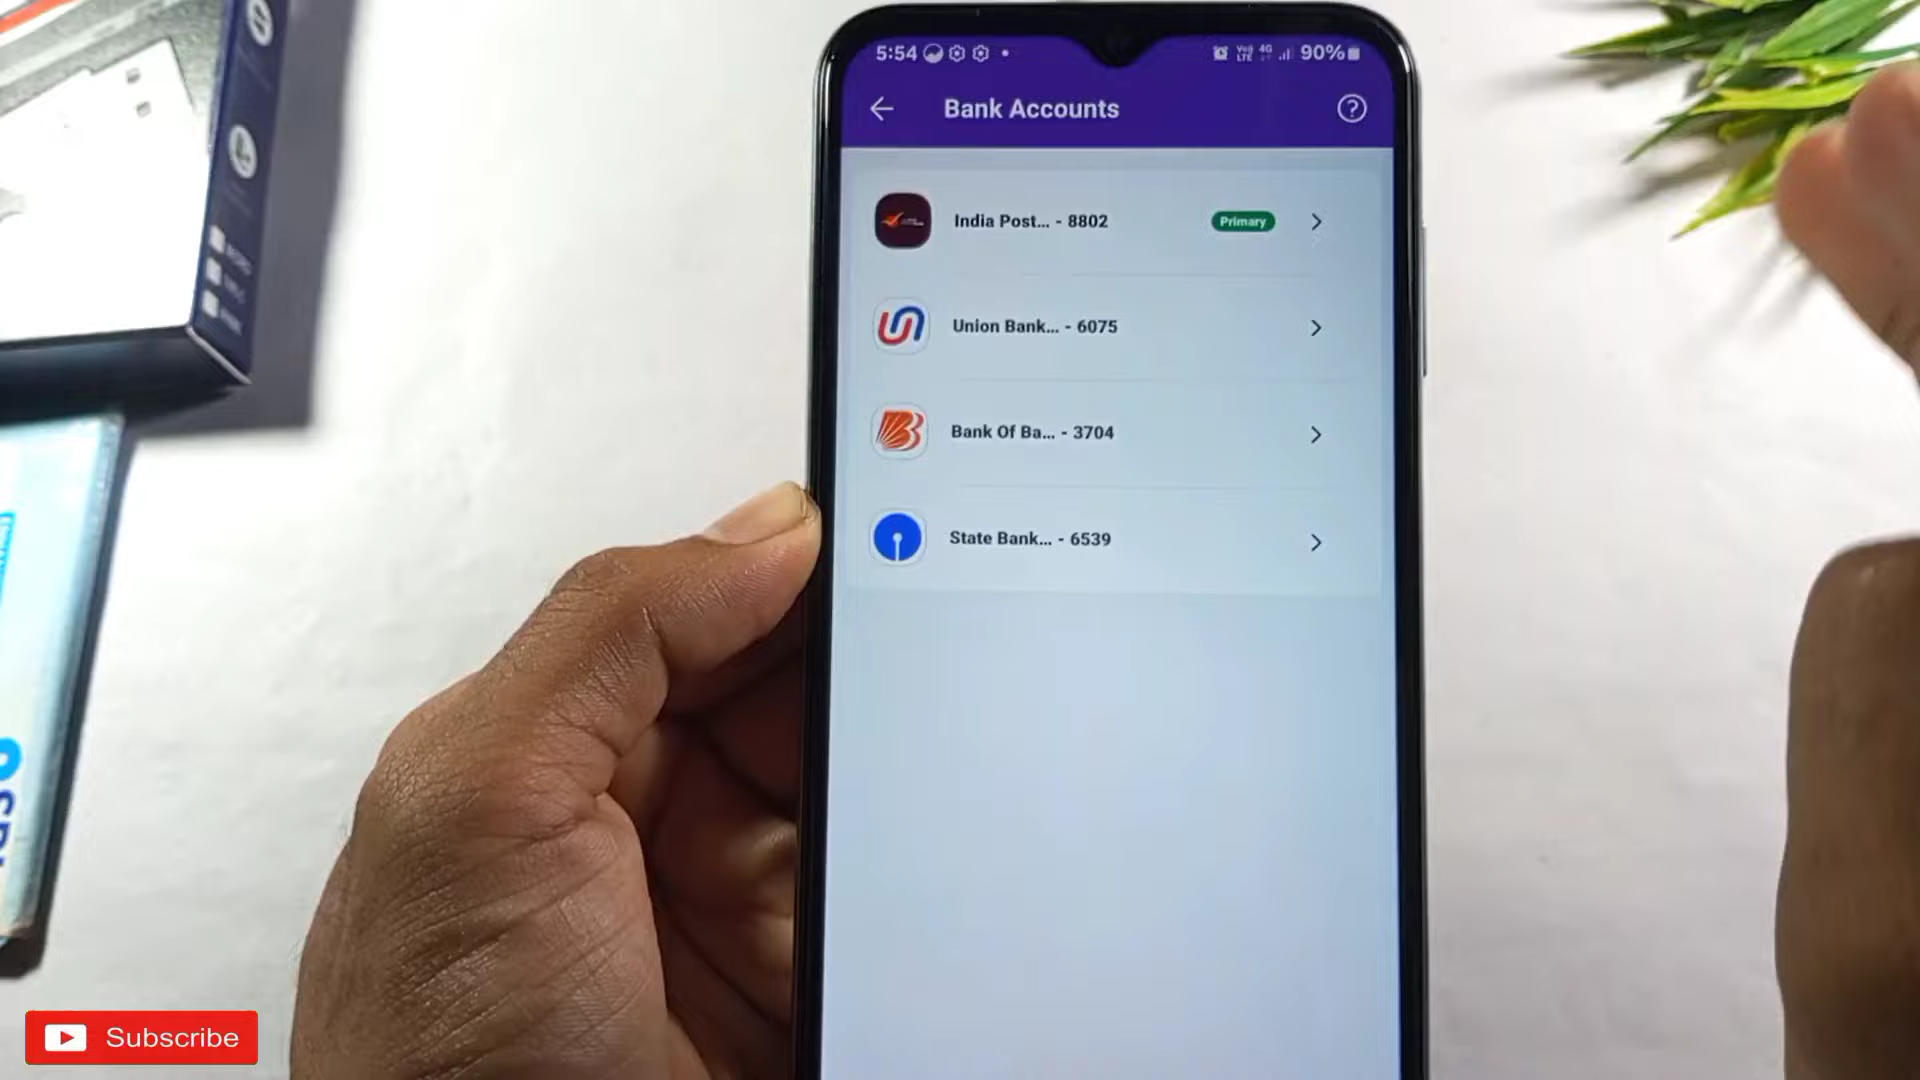 5:54 90%
Bank Accounts
India Post... - 8802 Primary
Union Bank... - 6075
Bank Of Ba... - 3704
State Bank... - 6539
Subscribe